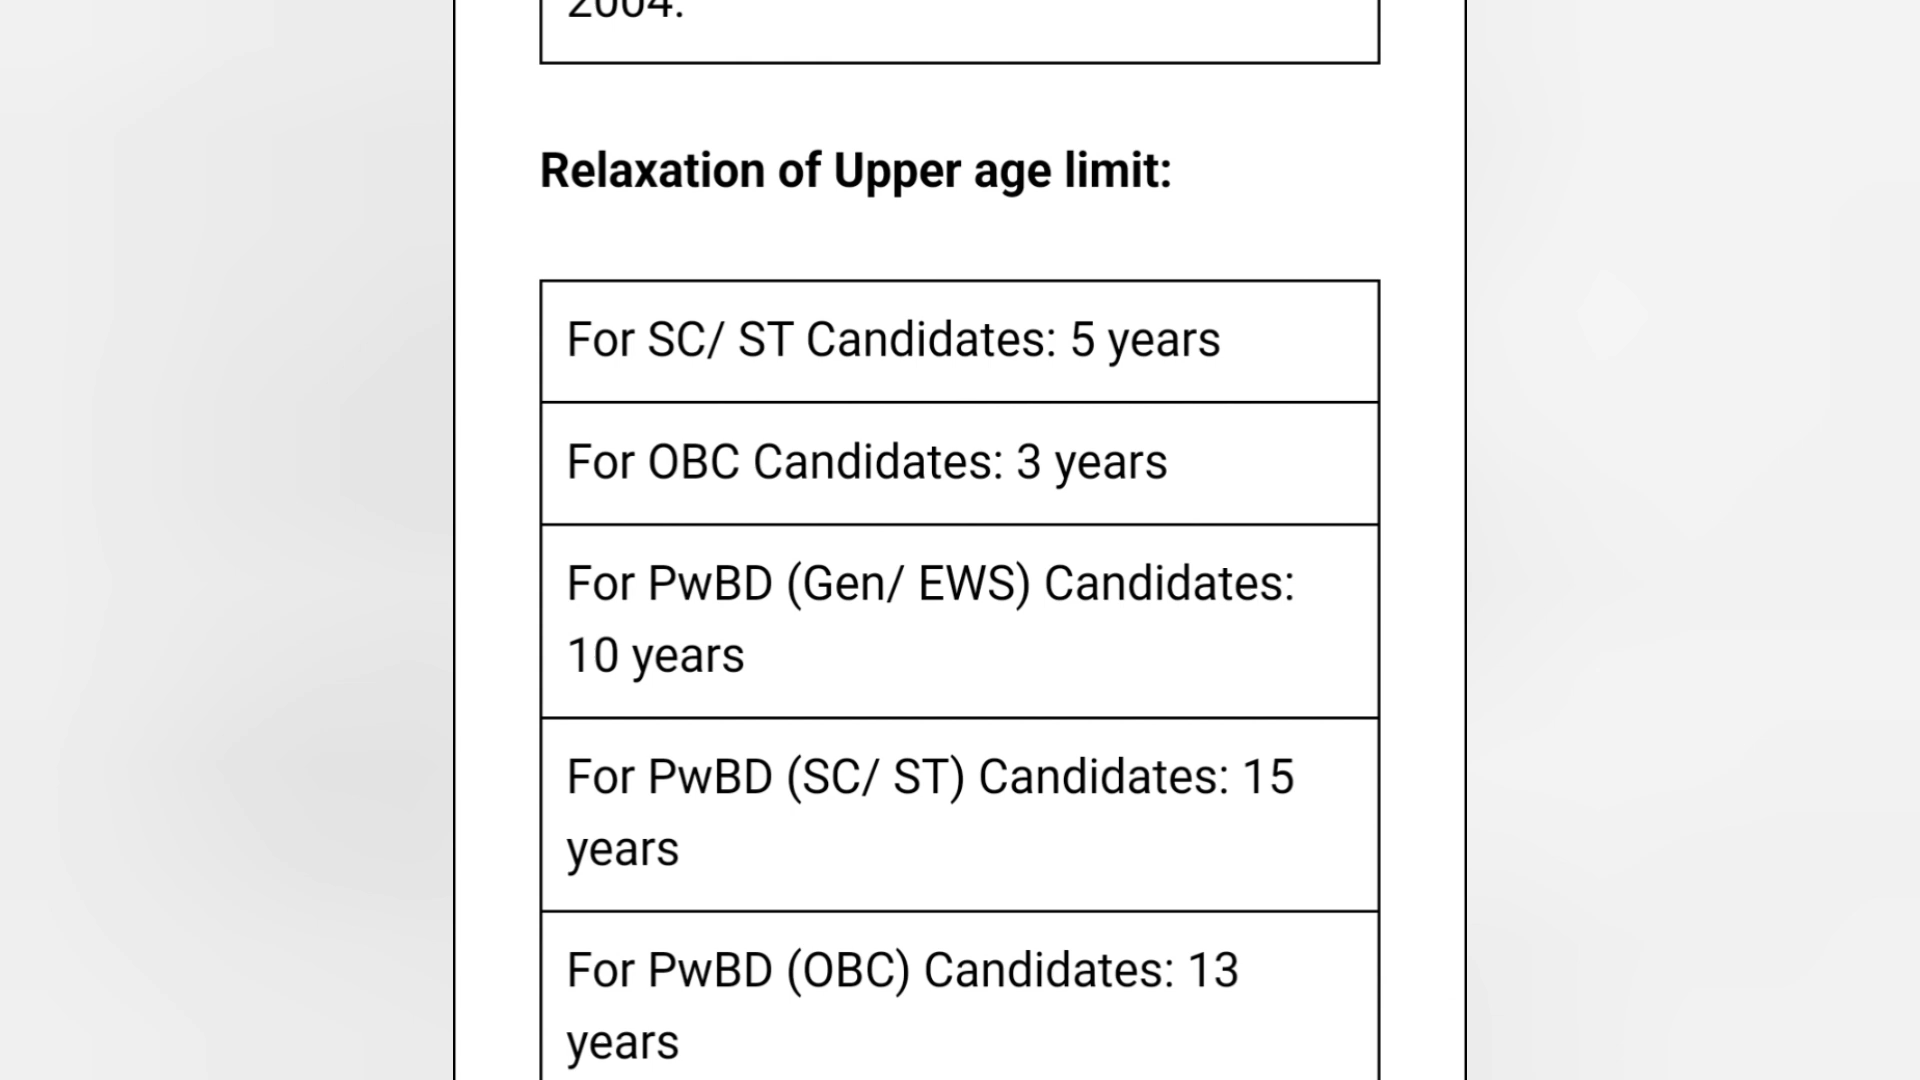 2004.
Relaxation of Upper age limit:
For SC/ ST Candidates: 5 years
For OBC Candidates: 3 years
For PwBD (Gen/ EWS) Candidates:
10 years
For PwBD (SC/ ST) Candidates: 15
years
For PwBD (OBC) Candidates: 13
years